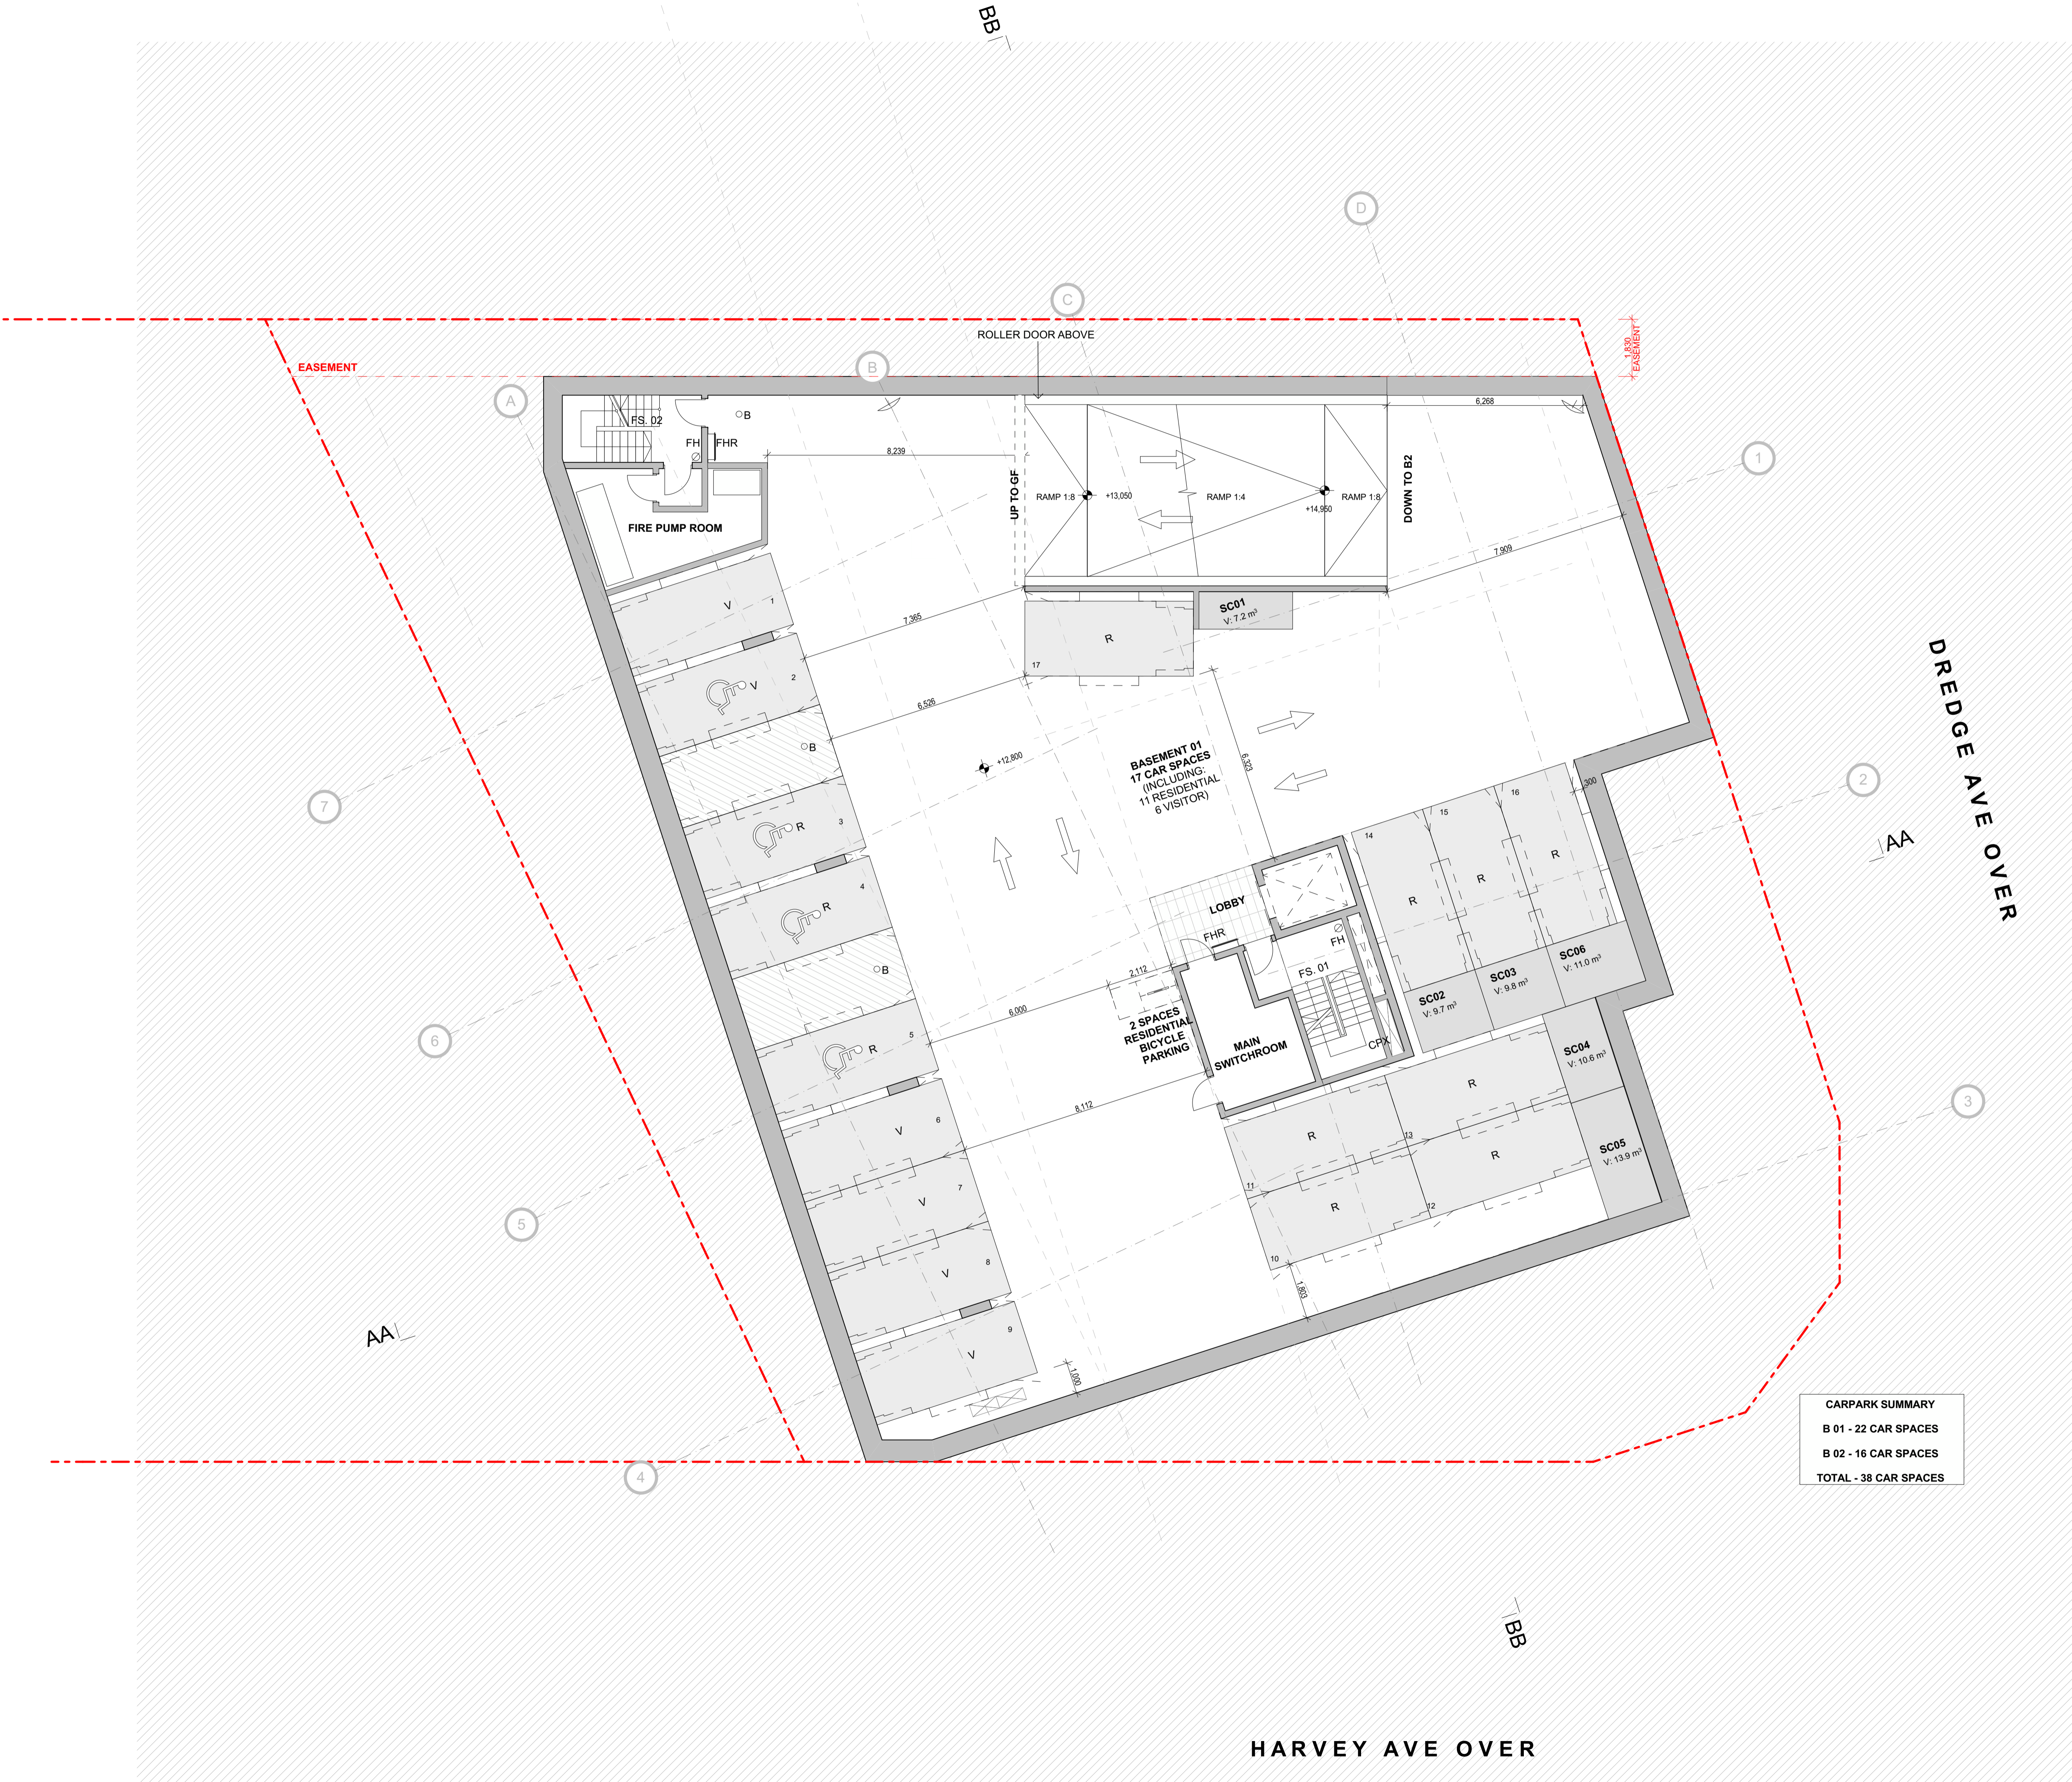 BB
D
C
ROLLER DOOR ABOVE
1,830
EASEMENT
EASEMENT
B
A
6,268
FS. 02
B
FH
FHR
8,239
1
UP TO GF
RAMP 1:8
+13,050
RAMP 1:4
+14,950
RAMP 1:8
DOWN TO B2
FIRE PUMP ROOM
7,909
V
1
7,365
SC01
V: 7.2 m³
R
17
V
2
6,526
DREDGE AVE OVER
B
+12,800
BASEMENT 01
17 CAR SPACES
(INCLUDING:
11 RESIDENTIAL
6 VISITOR)
6,323
7
2
300
R
3
14
15
16
AA
R
4
R
R
R
LOBBY
FHR
FH
B
2,112
FS. 01
SC02
V: 9.7 m³
SC03
V: 9.8 m³
SC06
V: 11.0 m³
6,000
2 SPACES
RESIDENTIAL
BICYCLE
PARKING
MAIN
SWITCHROOM
CPX
6
R
5
SC04
V: 10.6 m³
3
8,112
V
6
R
R
13
SC05
V: 13.9 m³
R
V
7
11
R
12
5
V
8
10
1,803
AA
V
9
1,000
4
CARPARK SUMMARY
B 01 - 22 CAR SPACES
B 02 - 16 CAR SPACES
TOTAL - 38 CAR SPACES
BB
HARVEY AVE OVER